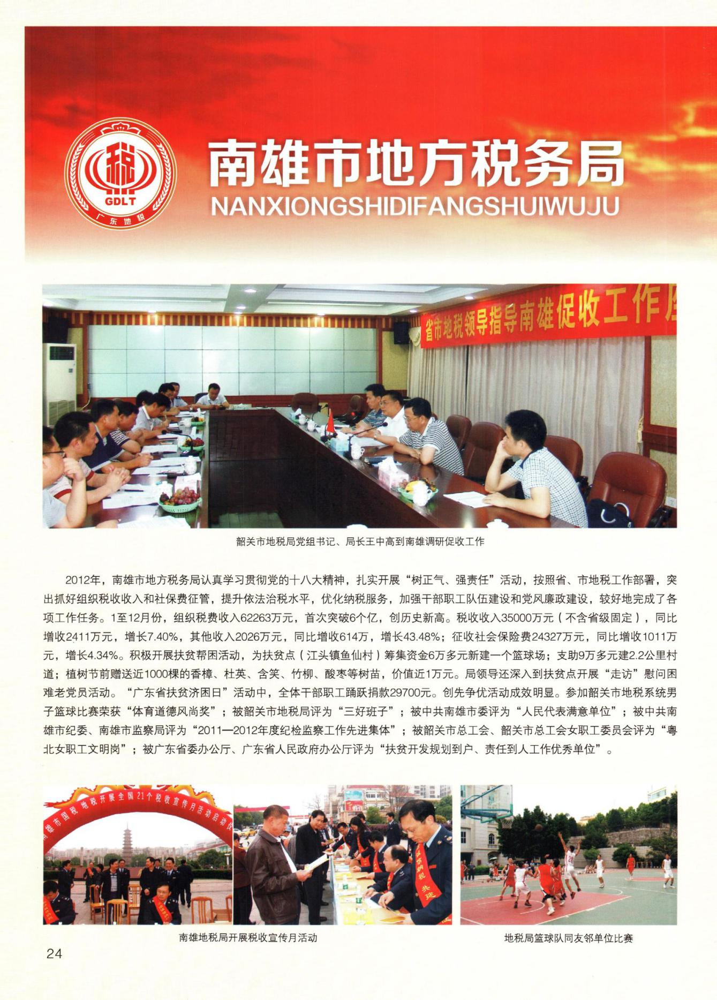 税
GDLT
广东地税
南雄市地方税务局
NANXIONGSHIDIFANGSHUIWUJU
省市地税领导指导南雄促收工作座
韶关市地税局党组书记、局长王中高到南雄调研促收工作
2012年，南雄市地方税务局认真学习贯彻党的十八大精神，扎实开展“树正气、强责任”活动，按照省、市地税工作部署，突
出抓好组织税收收入和社保费征管，提升依法治税水平，优化纳税服务，加强干部职工队伍建设和党风廉政建设，较好地完成了各
项工作任务。1至12月份，组织税费收入62263万元，首次突破6个亿，创历史新高。税收收入35000万元（不含省级固定），同比
增收2411万元，增长7.40%，其他收入2026万元，同比增收614万，增长43.48%；征收社会保险费24327万元，同比增收1011万
元，增长4.34%。积极开展扶贫帮困活动，为扶贫点（江头镇鱼仙村）筹集资金6万多元新建一个篮球场；支助9万多元建2.2公里村
道；植树节前赠送近1000棵的香樟、杜英、含笑、竹柳、酸枣等树苗，价值近1万元。局领导还深入到扶贫点开展“走访”慰问困
难老党员活动。“广东省扶贫济困日”活动中，全体干部职工踊跃捐款29700元。创先争优活动成效明显。参加韶关市地税系统男
子篮球比赛荣获“体育道德风尚奖”；被韶关市地税局评为“三好班子”；被中共南雄市委评为“人民代表满意单位”；被中共南
雄市纪委、南雄市监察局评为“2011—2012年度纪检监察工作先进集体”；被韶关市总工会、韶关市总工会女职工委员会评为“粤
北女职工文明岗”；被广东省委办公厅、广东省人民政府办公厅评为“扶贫开发规划到户、责任到人工作优秀单位”。
南雄市国税地税开展全国21个税收宣传月活动启动仪
诚信纳税 共建
南雄地税局开展税收宣传月活动
地税局篮球队同友邻单位比赛
24